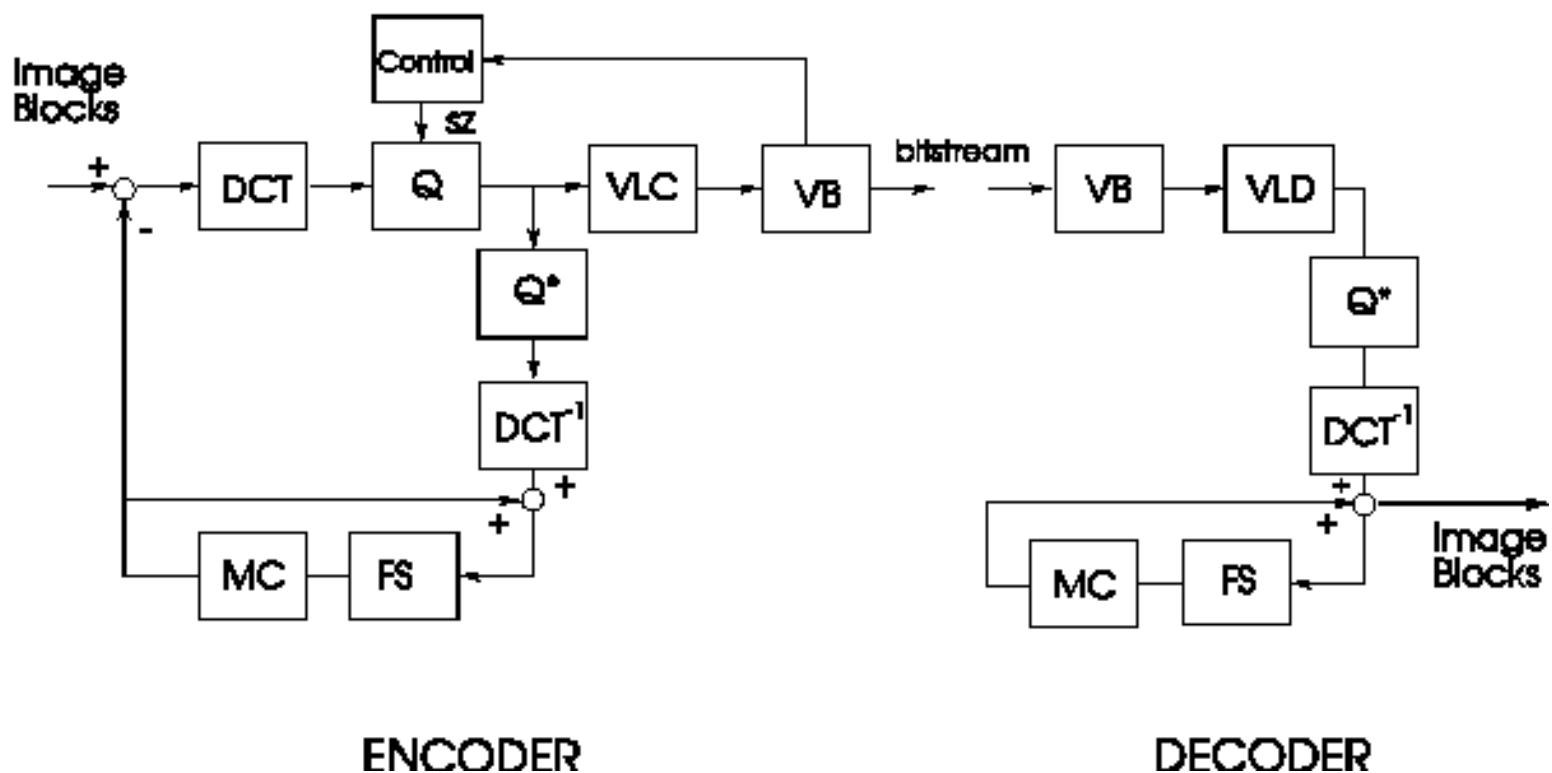 Image
Blocks
Control
SZ
+
-
DCT
Q
VLC
VB
bitstream
Q*
DCT-1
+
+
MC
FS
VB
VLD
Q*
DCT-1
+
+
MC
FS
Image
Blocks
ENCODER
DECODER